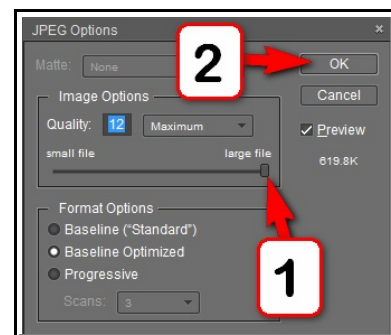 JPEG Options
Matte: None
2
OK
Image Options
Cancel
Quality: 12 Maximum
Preview
small file large file
619.8K
Format Options
Baseline ("Standard")
Baseline Optimized
Progressive
1
Scans: 3